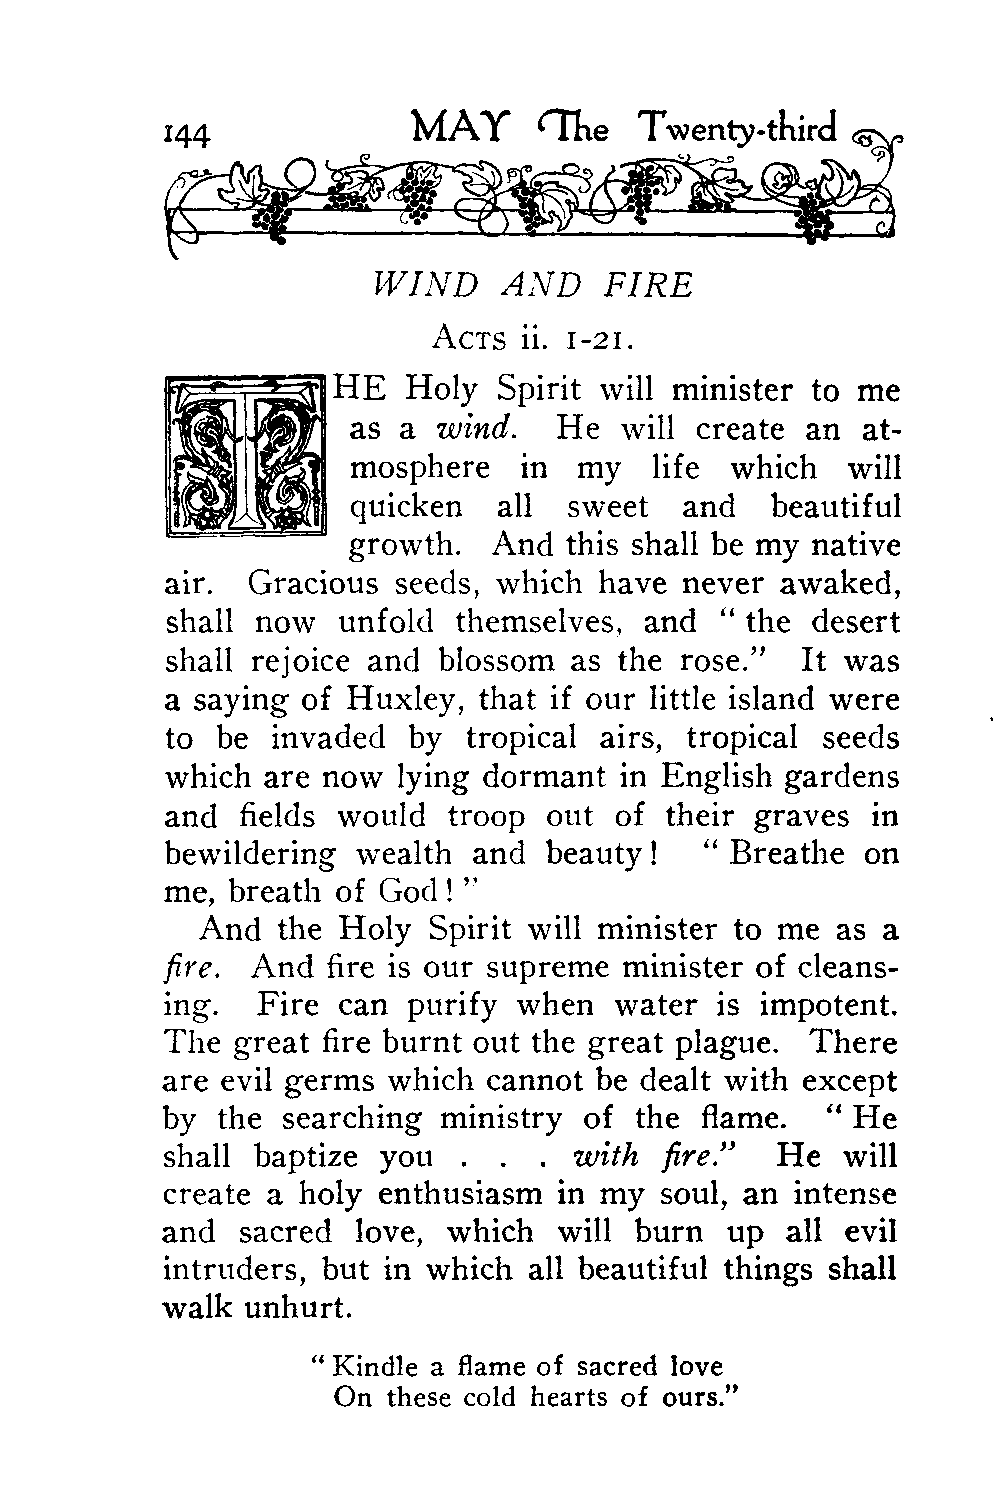 144 MAY The Twenty-third
WIND AND FIRE
ACTS ii. 1-21.
THE Holy Spirit will minister to me
as a wind. He will create an at-
mosphere in my life which will
quicken all sweet and beautiful
growth. And this shall be my native
air. Gracious seeds, which have never awaked,
shall now unfold themselves, and “ the desert
shall rejoice and blossom as the rose.” It was
a saying of Huxley, that if our little island were
to be invaded by tropical airs, tropical seeds
which are now lying dormant in English gardens
and fields would troop out of their graves in
bewildering wealth and beauty! “ Breathe on
me, breath of God! ”
And the Holy Spirit will minister to me as a
fire. And fire is our supreme minister of cleans-
ing. Fire can purify when water is impotent.
The great fire burnt out the great plague. There
are evil germs which cannot be dealt with except
by the searching ministry of the flame. “ He
shall baptize you . . . with fire.” He will
create a holy enthusiasm in my soul, an intense
and sacred love, which will burn up all evil
intruders, but in which all beautiful things shall
walk unhurt.
“ Kindle a flame of sacred love
On these cold hearts of ours.”